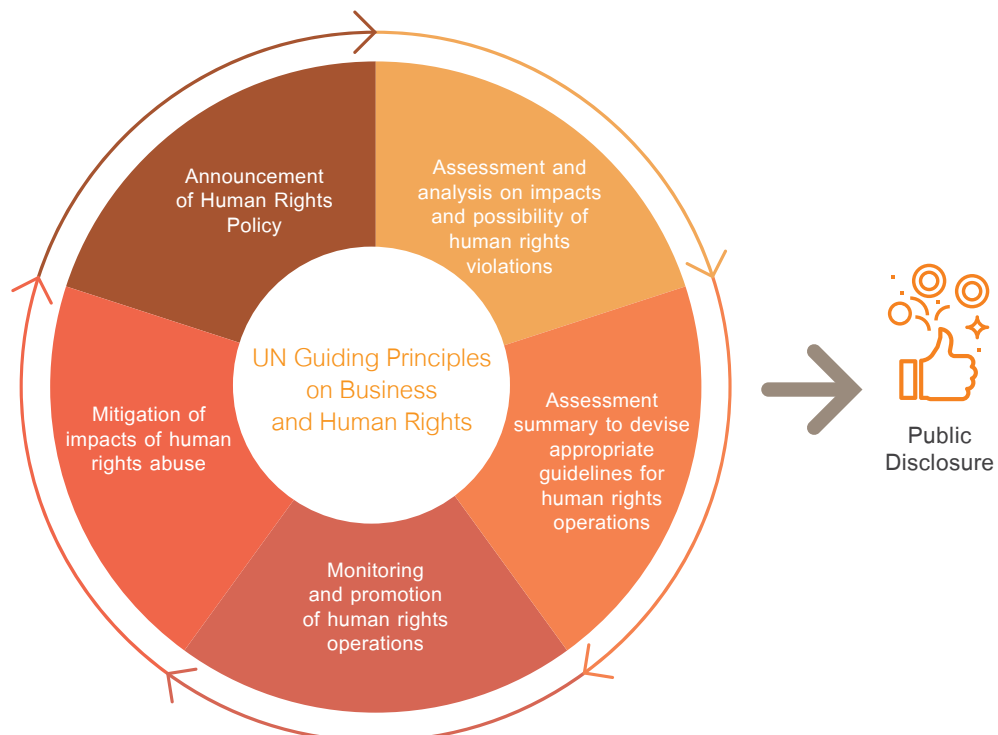 Announcement
of Human Rights
Policy
Assessment and
analysis on impacts
and possibility of
human rights
violations
UN Guiding Principles
on Business
and Human Rights
Mitigation of
impacts of human
rights abuse
Assessment
summary to devise
appropriate
guidelines for
human rights
operations
Monitoring
and promotion
of human rights
operations
Public
Disclosure